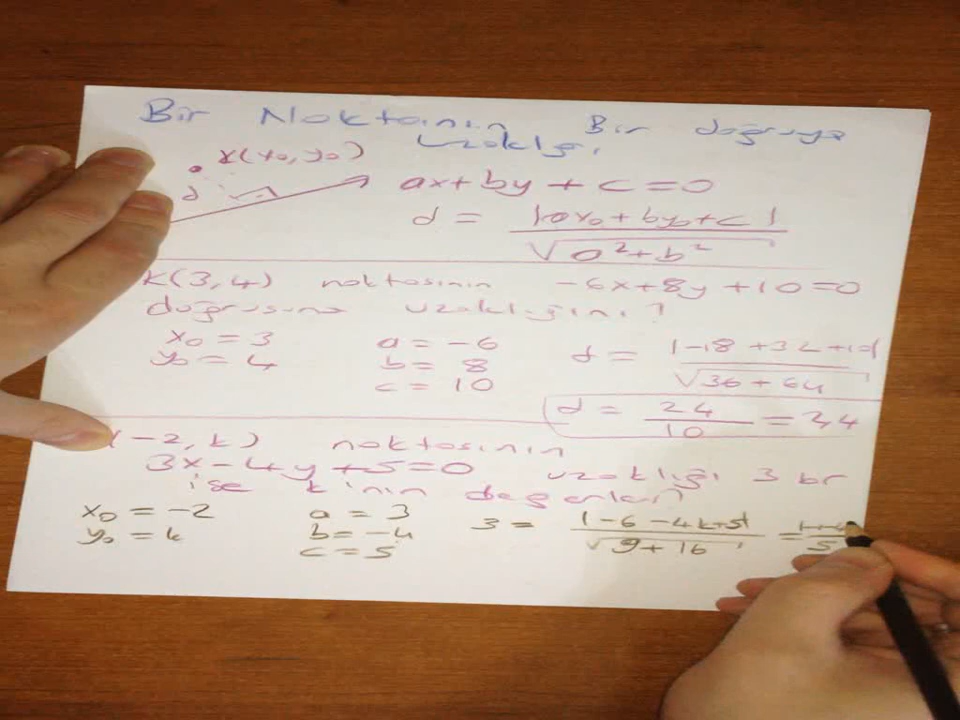 Bir Noktanın Bir doğruya
uzaklığı
x(x₀, y₀)
d
ax + by + c = 0
d = |ax₀ + by₀ + c| / √a² + b²
k(3, 4) noktasının -6x + 8y + 10 = 0
doğrusuna uzaklığını?
x₀ = 3 a = -6 d = |-18 + 32 + 10| / √36 + 64
y₀ = 4 b = 8
c = 10
d = 24 / 10 = 2,4
(-2, k) noktasının
3x - 4y + 5 = 0 uzaklığı 3 br
ise k'nin değerleri?
x₀ = -2 a = 3 3 = |-6 - 4k + 5| / √9 + 16 = / 5
y₀ = k b = -4
c = 5